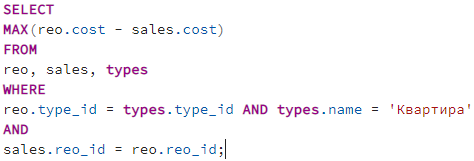 SELECT
MAX(reo.cost - sales.cost)
FROM
reo, sales, types
WHERE
reo.type_id = types.type_id AND types.name = 'Квартира'
AND
sales.reo_id = reo.reo_id;